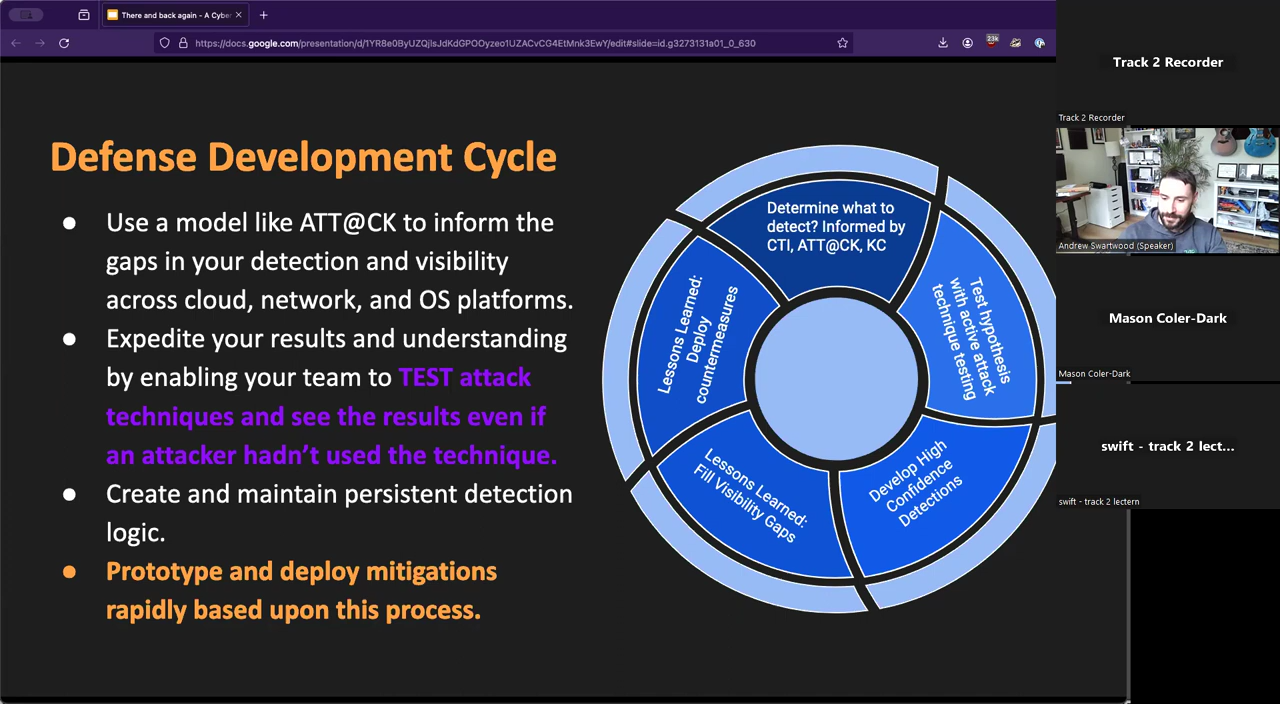 There and back again - A Cyber
https://docs.google.com/presentation/d/1YR8e0ByUZQjlsJdKdGPOOyzeo1UZACvCG4EtMnk3EwY/edit#slide=id.g3273131a01_0_630
23k
Defense Development Cycle
● Use a model like ATT@CK to inform the
gaps in your detection and visibility
across cloud, network, and OS platforms.
● Expedite your results and understanding
by enabling your team to TEST attack
techniques and see the results even if
an attacker hadn't used the technique.
● Create and maintain persistent detection
logic.
● Prototype and deploy mitigations
rapidly based upon this process.
Determine what to
detect? Informed by
CTI, ATT@CK, KC
Test hypothesis
with active attack
technique testing
Develop High
Confidence
Detections
Lessons Learned:
Fill Visibility Gaps
Lessons Learned:
Deploy
countermeasures
Track 2 Recorder
Track 2 Recorder
Andrew Swartwood (Speaker)
Mason Coler-Dark
Mason Coler-Dark
swift - track 2 lect...
swift - track 2 lectern